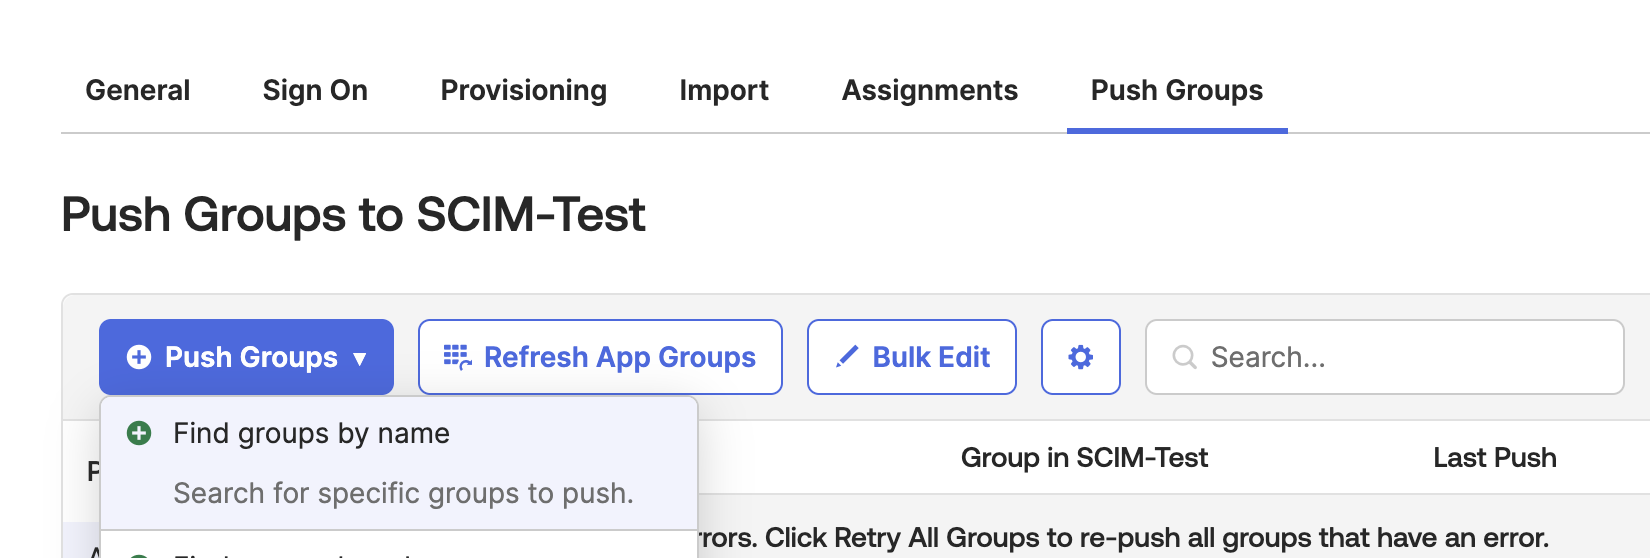 General Sign On Provisioning Import Assignments Push Groups
Push Groups to SCIM-Test
Push Groups ▼ Refresh App Groups Bulk Edit Search...
Find groups by name
Search for specific groups to push.
Group in SCIM-Test Last Push
rrors. Click Retry All Groups to re-push all groups that have an error.